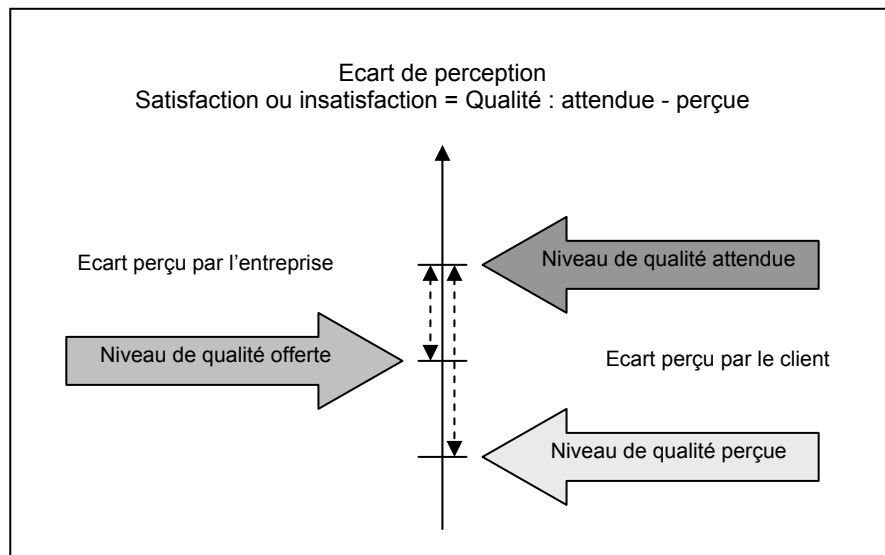 Ecart de perception
Satisfaction ou insatisfaction = Qualité : attendue - perçue
Niveau de qualité attendue
Ecart perçu par l’entreprise
Niveau de qualité offerte
Ecart perçu par le client
Niveau de qualité perçue